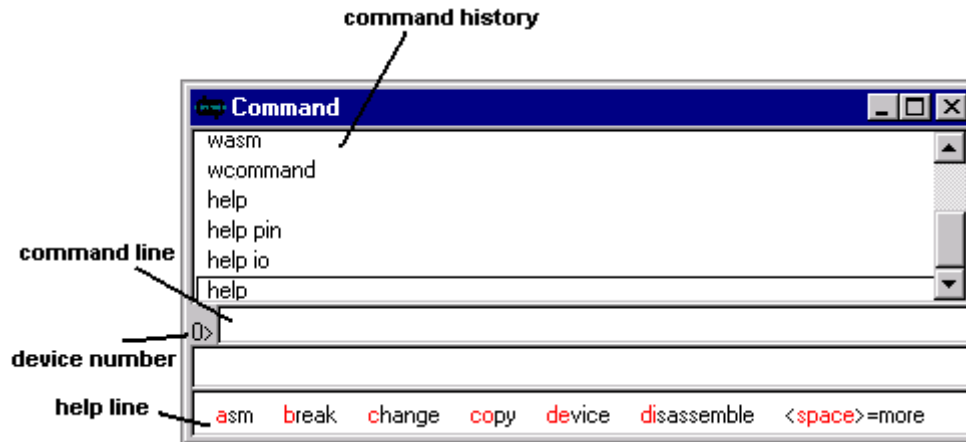 command history
Command
wasm
wcommand
help
help pin
help io
command line
help
0>
device number
help line
asm break change copy device disassemble <space>=more